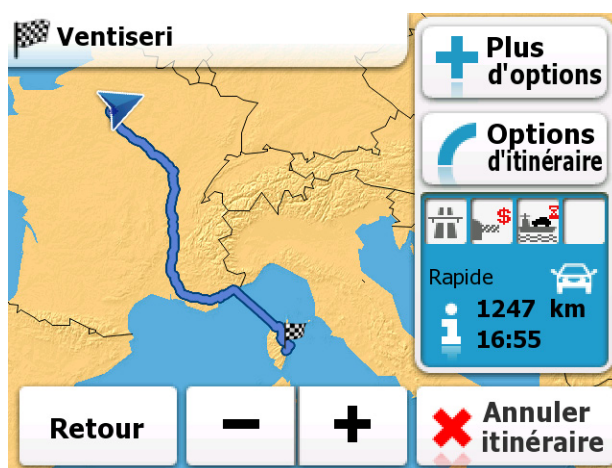 Ventiseri
Plus
d'options
Options
d'itinéraire
$
Rapide
1247 km
16:55
Retour
Annuler
itinéraire